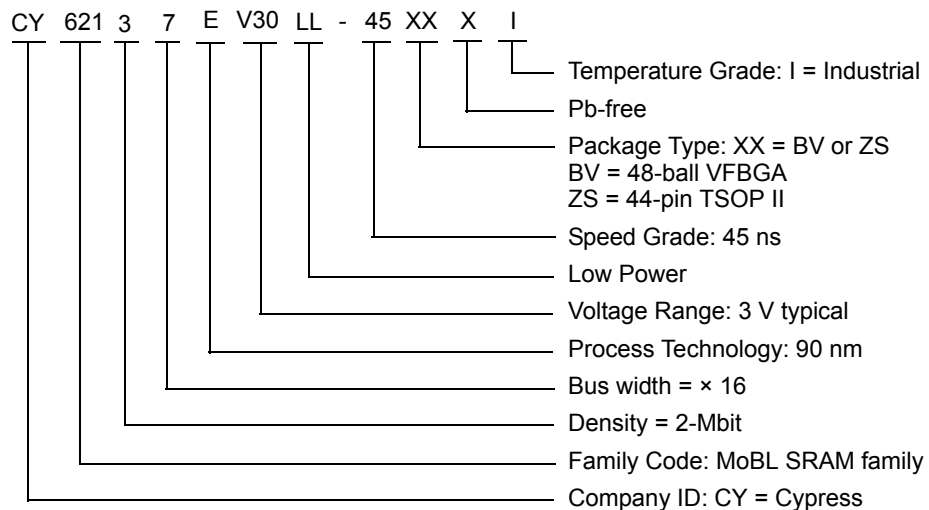 CY 621 3 7 E V30 LL - 45 XX X I
Temperature Grade: I = Industrial
Pb-free
Package Type: XX = BV or ZS
BV = 48-ball VFBGA
ZS = 44-pin TSOP II
Speed Grade: 45 ns
Low Power
Voltage Range: 3 V typical
Process Technology: 90 nm
Bus width = × 16
Density = 2-Mbit
Family Code: MoBL SRAM family
Company ID: CY = Cypress